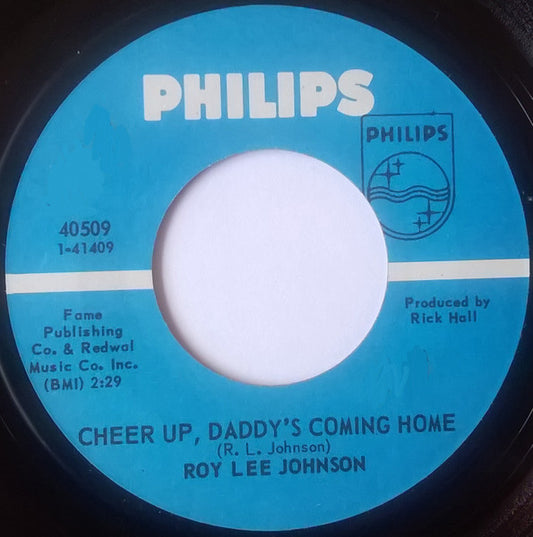 PHILIPS
PHILIPS
40509
1-41409
Fame
Publishing
Co. & Redwal
Music Co. Inc.
(BMI) 2:29
Produced by
Rick Hall
CHEER UP, DADDY'S COMING HOME
(R. L. Johnson)
ROY LEE JOHNSON